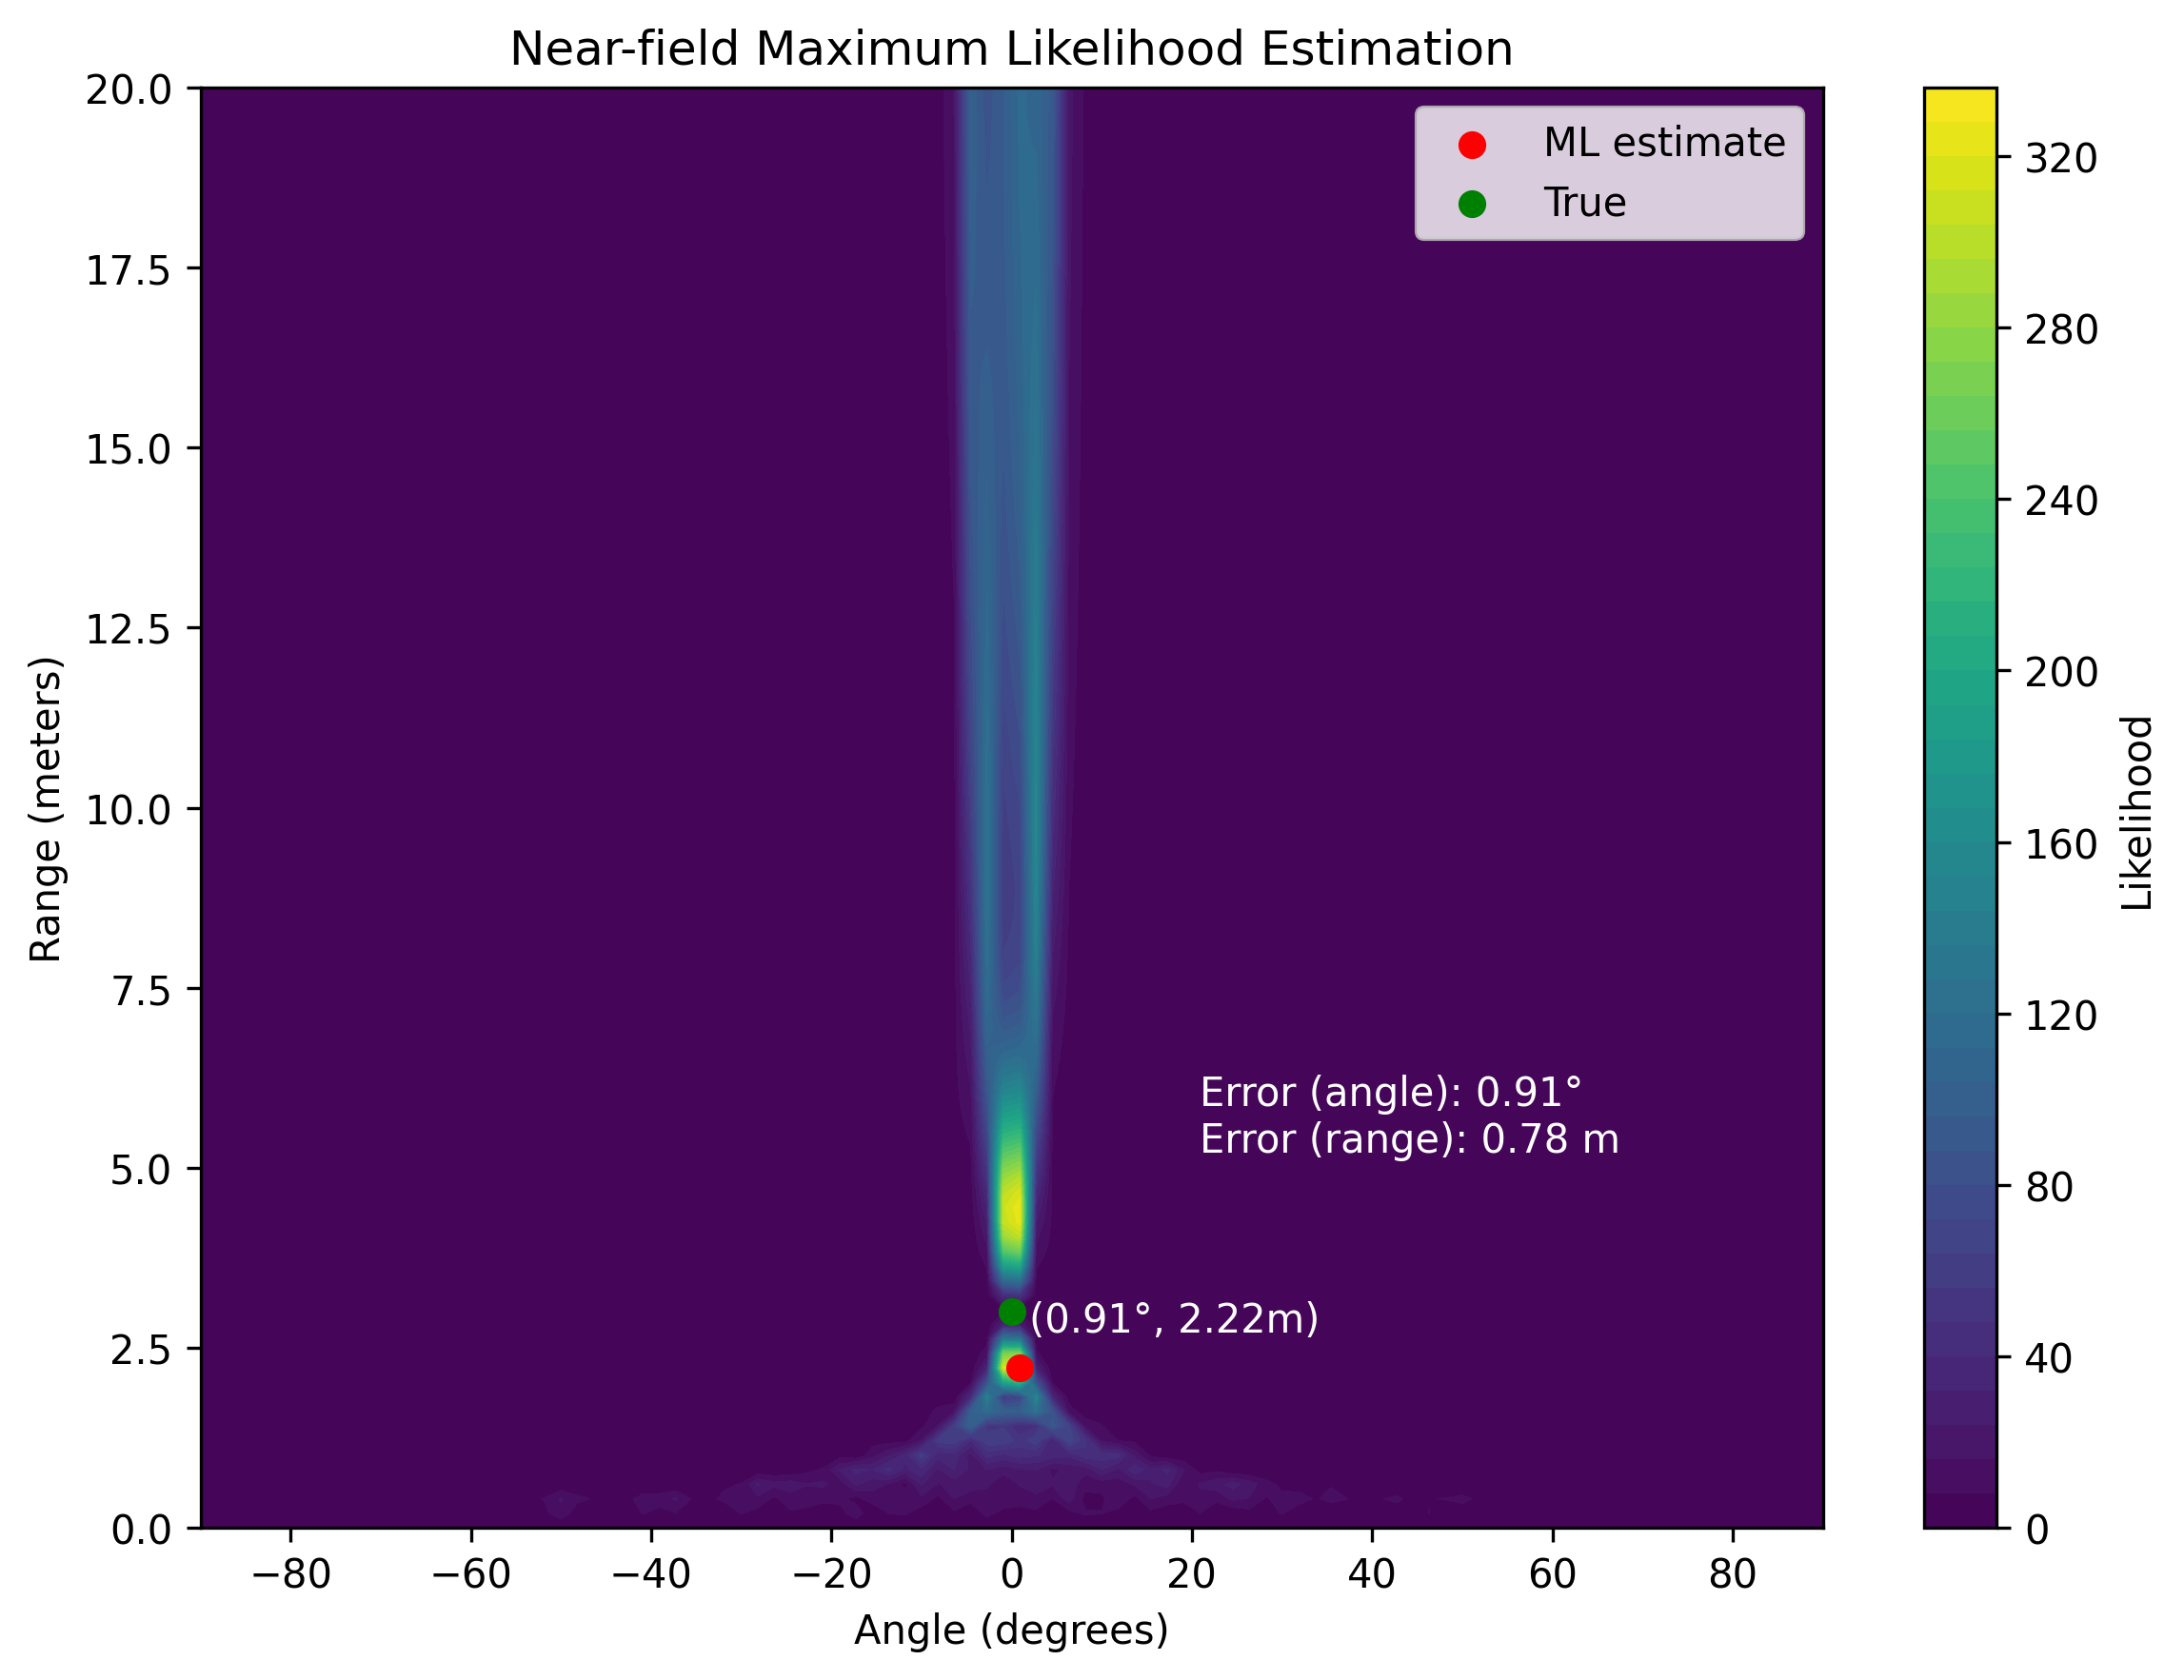 Near-field Maximum Likelihood Estimation
20.0
17.5
15.0
12.5
10.0
7.5
5.0
2.5
0.0
Range (meters)
ML estimate
True
Error (angle): 0.91°
Error (range): 0.78 m
(0.91°, 2.22m)
−80 −60 −40 −20 0 20 40 60 80
Angle (degrees)
320
280
240
200
160
120
80
40
0
Likelihood